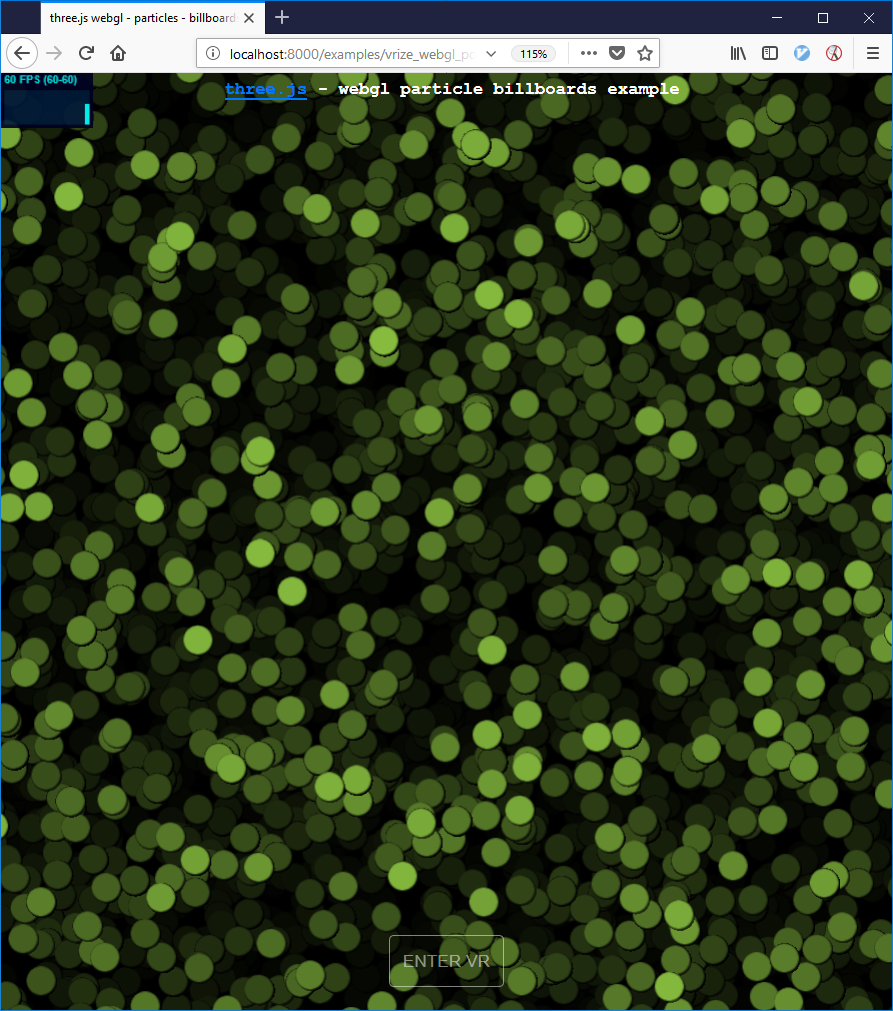 three.js webgl - particles - billboard
localhost:8000/examples/vrize_webgl_p
115%
60 FPS (60-60)
three.js - webgl particle billboards example
ENTER VR